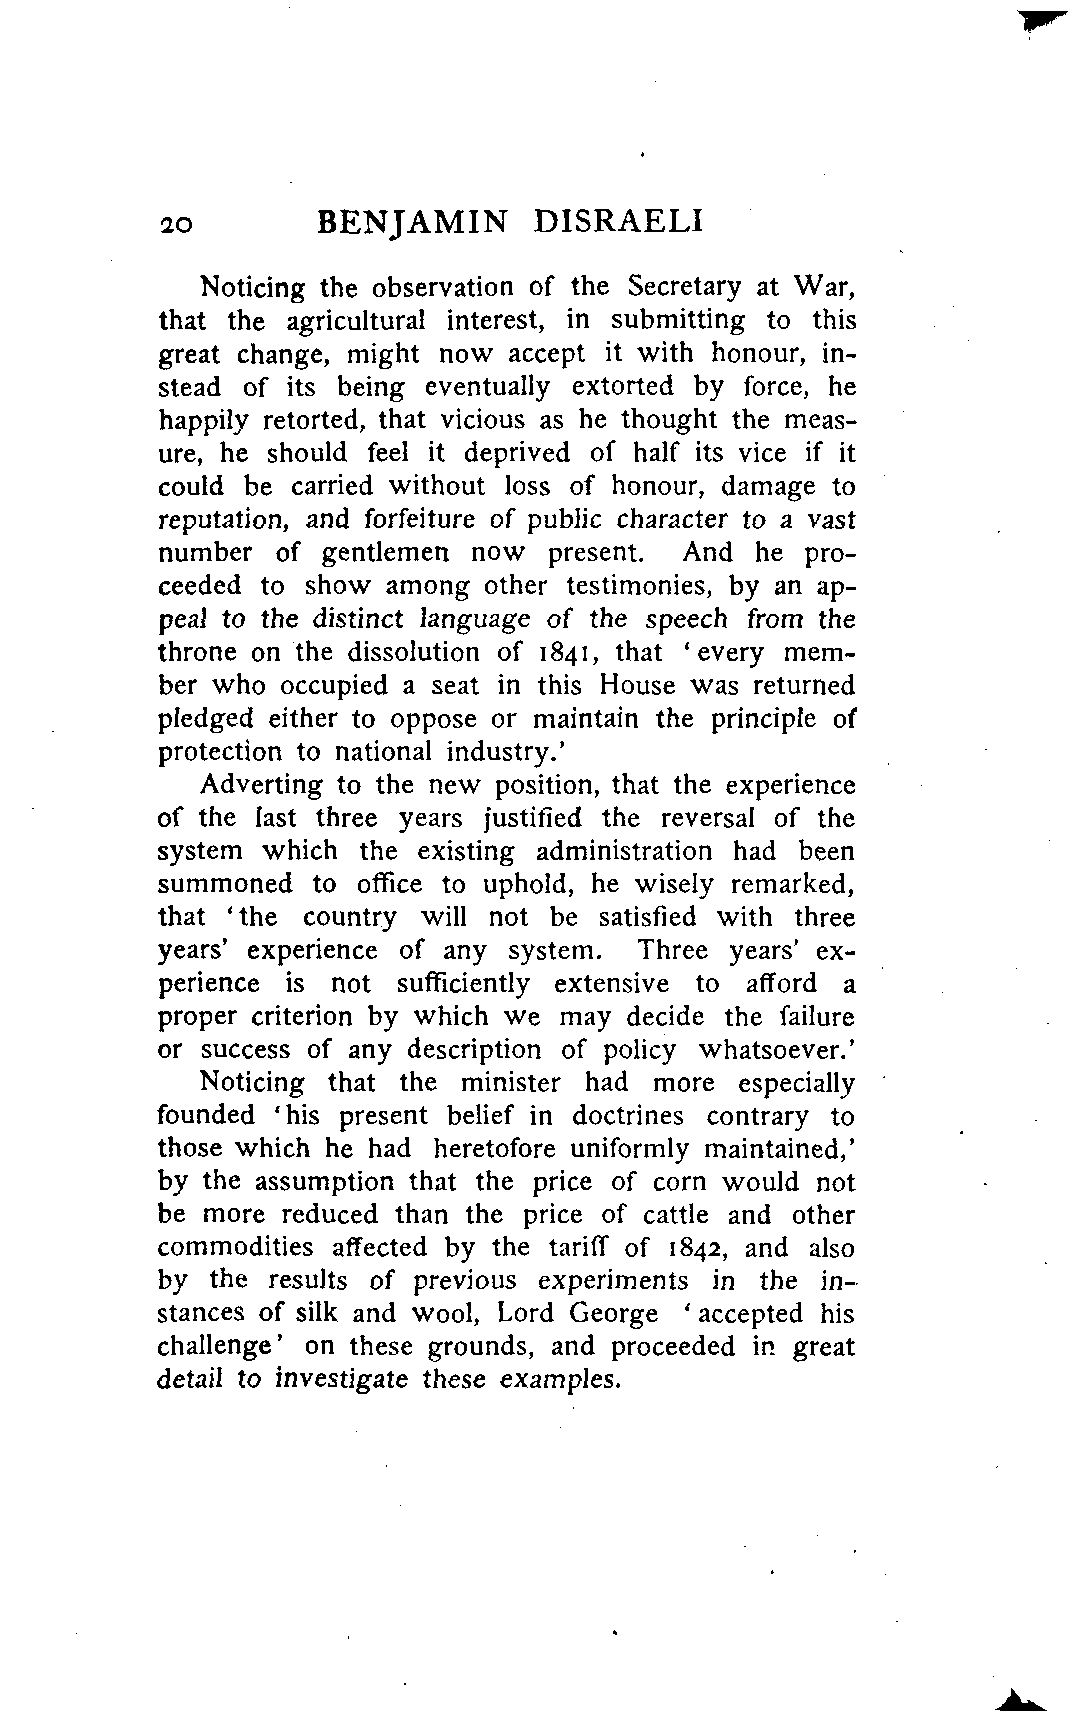 20 BENJAMIN DISRAELI
Noticing the observation of the Secretary at War,
that the agricultural interest, in submitting to this
great change, might now accept it with honour, in-
stead of its being eventually extorted by force, he
happily retorted, that vicious as he thought the meas-
ure, he should feel it deprived of half its vice if it
could be carried without loss of honour, damage to
reputation, and forfeiture of public character to a vast
number of gentlemen now present. And he pro-
ceeded to show among other testimonies, by an ap-
peal to the distinct language of the speech from the
throne on the dissolution of 1841, that ‘every mem-
ber who occupied a seat in this House was returned
pledged either to oppose or maintain the principle of
protection to national industry.’
Adverting to the new position, that the experience
of the last three years justified the reversal of the
system which the existing administration had been
summoned to office to uphold, he wisely remarked,
that ‘the country will not be satisfied with three
years’ experience of any system. Three years’ ex-
perience is not sufficiently extensive to afford a
proper criterion by which we may decide the failure
or success of any description of policy whatsoever.’
Noticing that the minister had more especially
founded ‘his present belief in doctrines contrary to
those which he had heretofore uniformly maintained,’
by the assumption that the price of corn would not
be more reduced than the price of cattle and other
commodities affected by the tariff of 1842, and also
by the results of previous experiments in the in-
stances of silk and wool, Lord George ‘accepted his
challenge’ on these grounds, and proceeded in great
detail to investigate these examples.